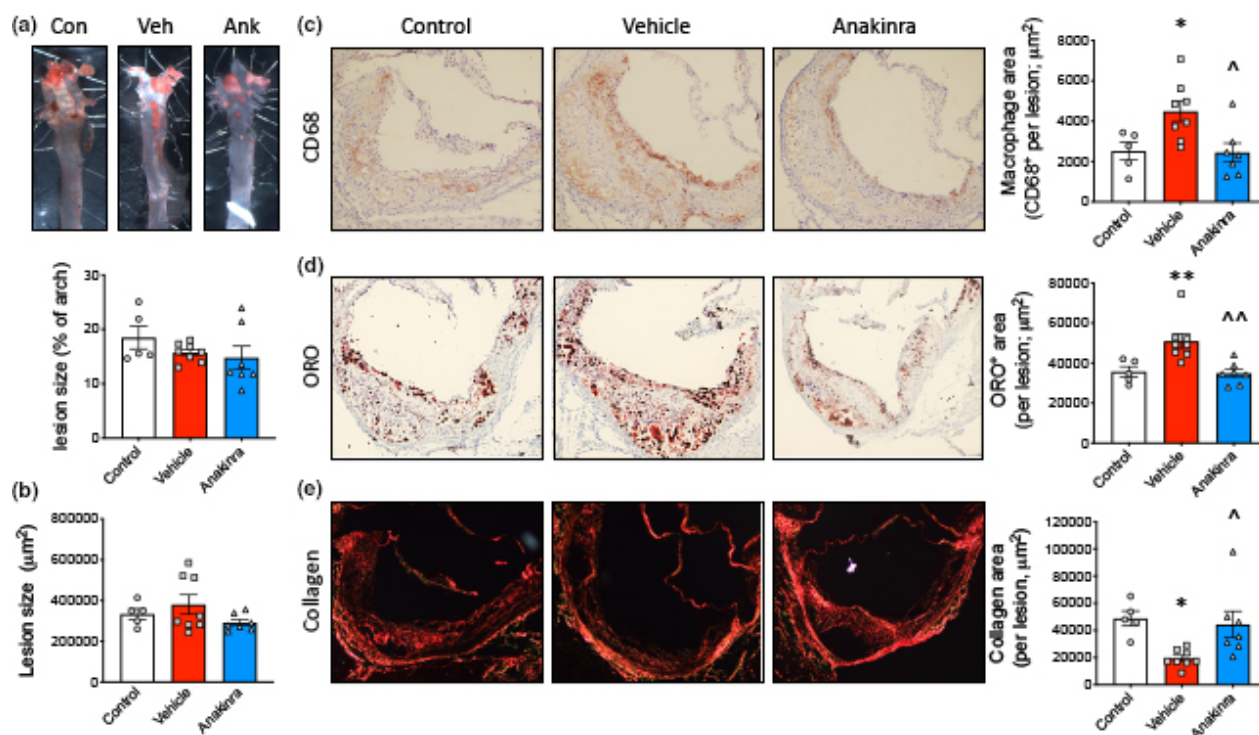 (a)
Con Veh Ank
lesion size (% of arch)
30
20
10
0
Control
Vehicle
Anakinra
(b)
Lesion size (µm²)
800000
600000
400000
200000
0
Control
Vehicle
Anakinra
(c)
Control Vehicle Anakinra
CD68
Macrophage area
(CD68⁺ per lesion; µm²)
8000
6000
4000
2000
0
*
^
Control
Vehicle
Anakinra
(d)
ORO
ORO⁺ area
(per lesion; µm²)
80000
60000
40000
20000
0
**
^^
Control
Vehicle
Anakinra
(e)
Collagen
Collagen area
(per lesion, µm²)
120000
100000
80000
60000
40000
20000
0
*
^
Control
Vehicle
Anakinra